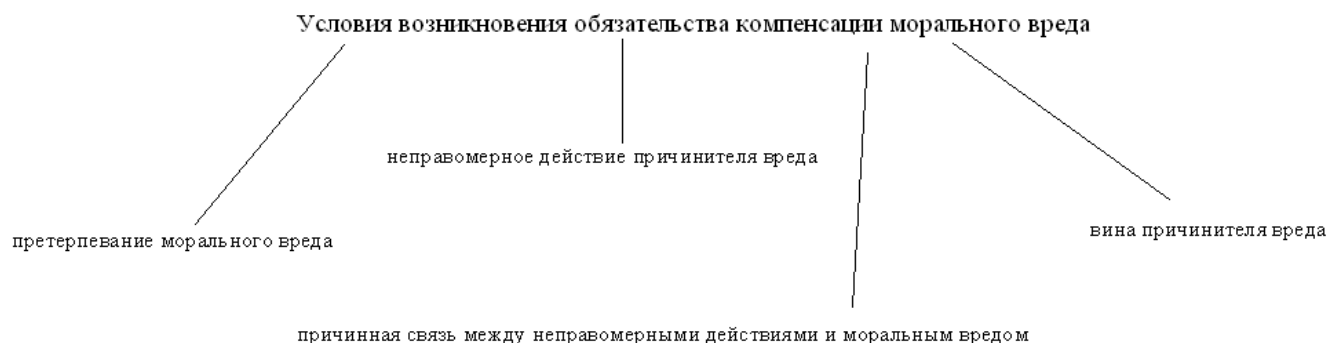 Условия возникновения обязательства компенсации морального вреда
неправомерное действие причинителя вреда
претерпевание морального вреда
вина причинителя вреда
причинная связь между неправомерными действиями и моральным вредом